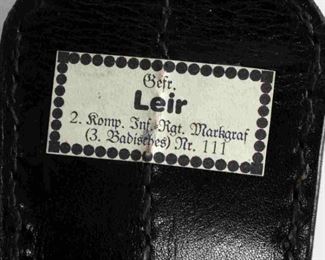 Gefr.
Leir
2. Komp. Inf.-Rgt. Markgraf
(3. Badisches) Nr. 111